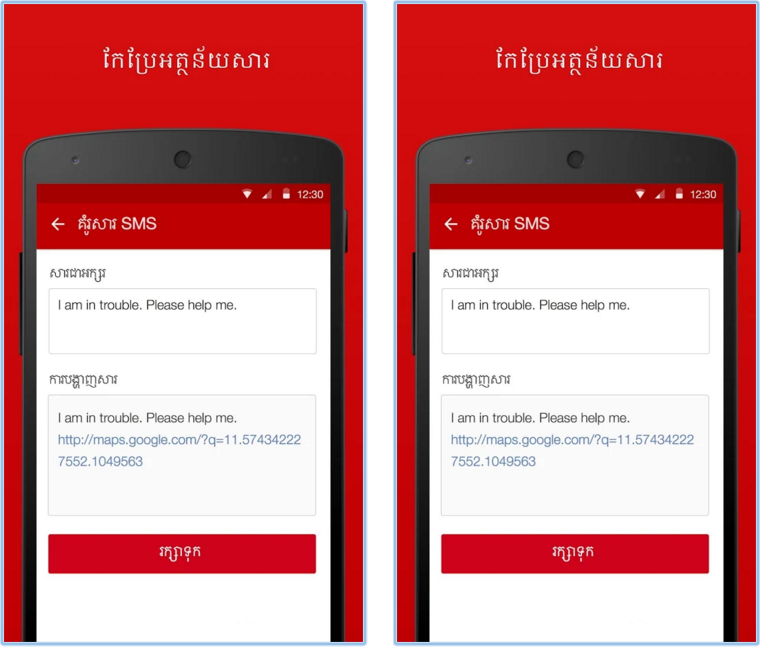 កែប្រែអត្ថន័យសារ
12:30
គំរូសារ SMS
សារជាអក្សរ
I am in trouble. Please help me.
ការបង្ហាញសារ
I am in trouble. Please help me.
http://maps.google.com/?q=11.57434222
7552.1049563
រក្សាទុក
កែប្រែអត្ថន័យសារ
12:30
គំរូសារ SMS
សារជាអក្សរ
I am in trouble. Please help me.
ការបង្ហាញសារ
I am in trouble. Please help me.
http://maps.google.com/?q=11.57434222
7552.1049563
រក្សាទុក